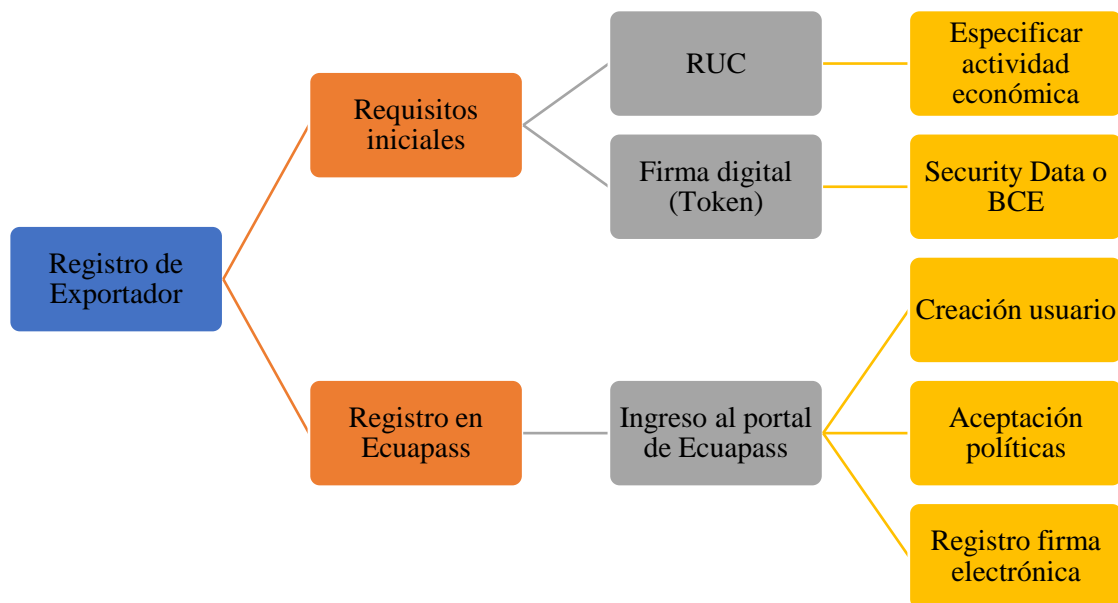 Registro de
Exportador
Requisitos
iniciales
RUC
Especificar
actividad
económica
Firma digital
(Token)
Security Data o
BCE
Registro en
Ecuapass
Ingreso al portal
de Ecuapass
Creación usuario
Aceptación
políticas
Registro firma
electrónica